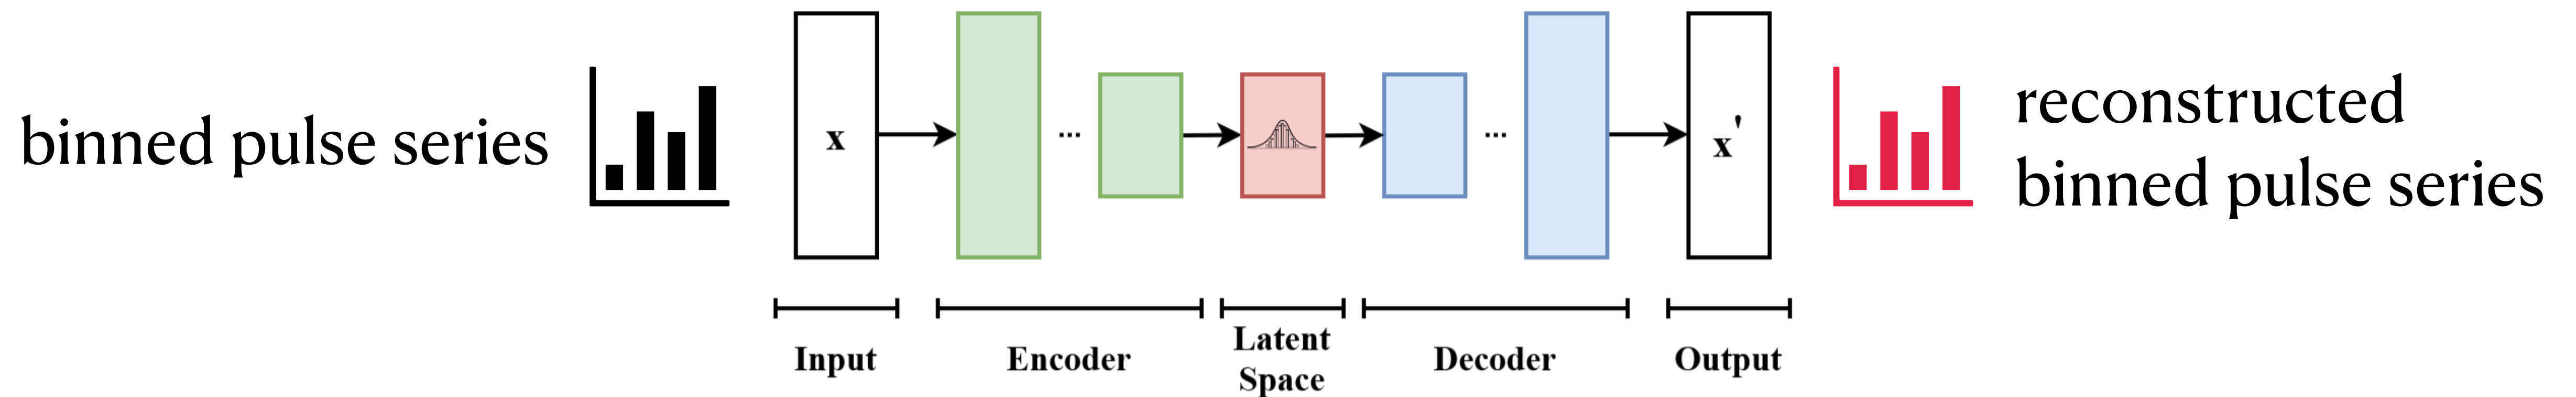 binned pulse series
x
...
...
x'
reconstructed
binned pulse series
Input
Encoder
Latent
Space
Decoder
Output